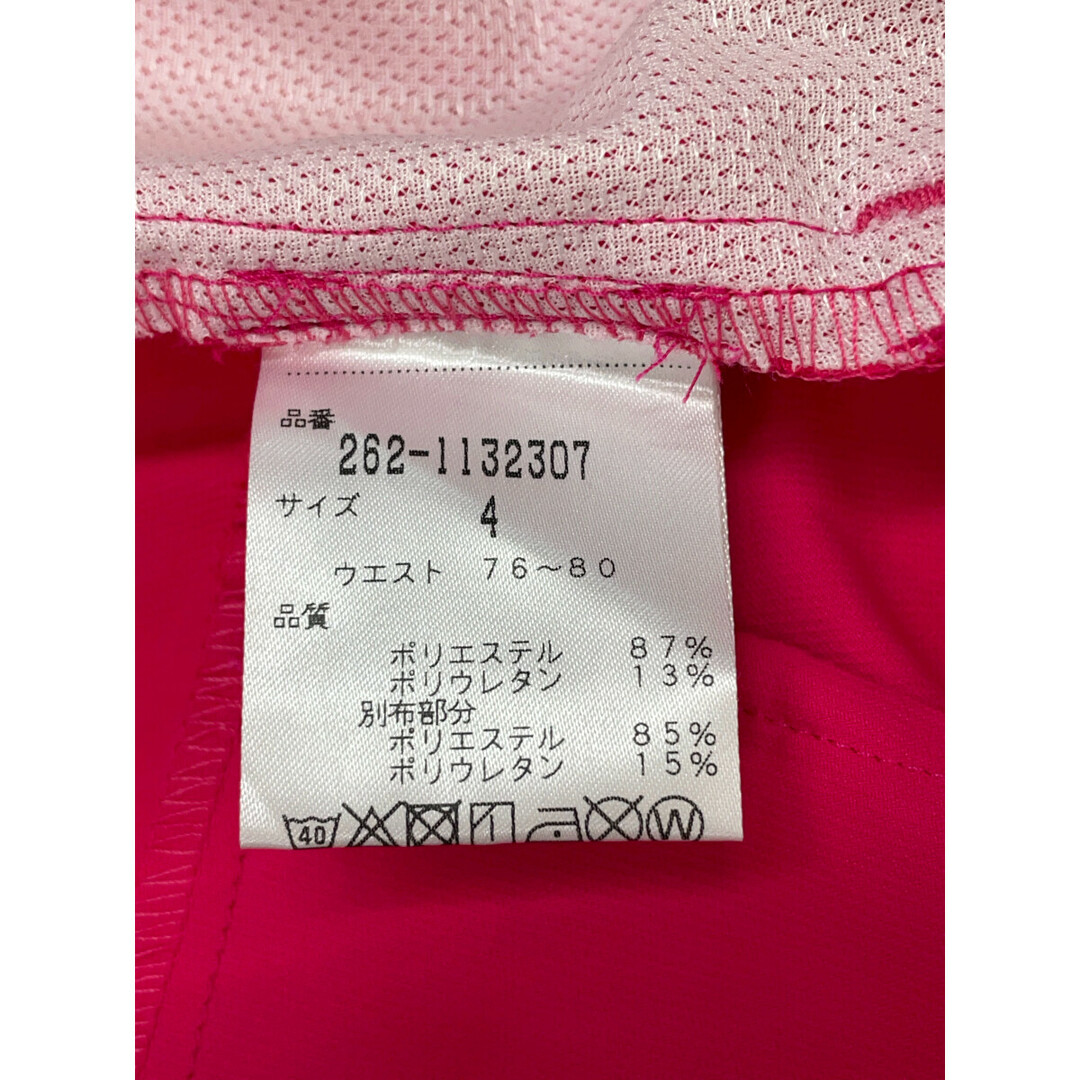 品番
262-1132307
サイズ 4
ウエスト 76~80
品質
ポリエステル 87%
ポリウレタン 13%
別布部分
ポリエステル 85%
ポリウレタン 15%
40 W